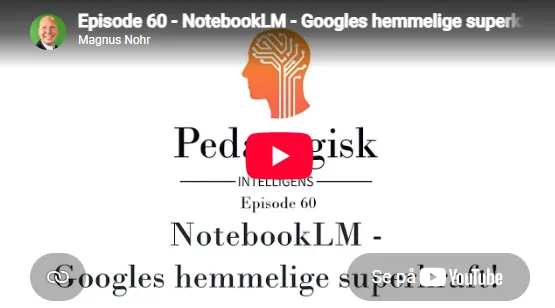 Episode 60 - NotebookLM - Googles hemmelige
Magnus Nohr
INTELLIGENS
Episode 60
NotebookLM -
Googles hemmelige
Se på YouTube